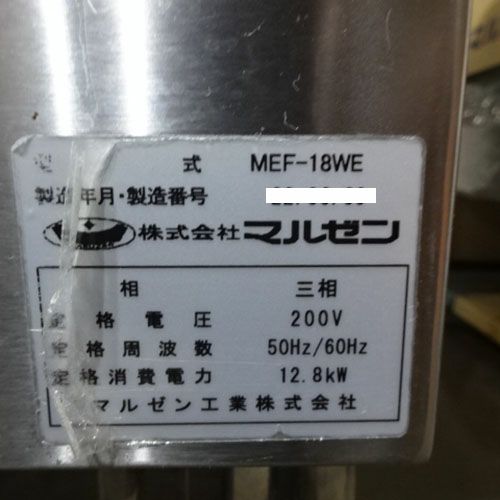 型 式 MEF-18WE
製造年月・製造番号
株式会社マルゼン
相 三相
定格電圧 200V
定格周波数 50Hz/60Hz
定格消費電力 12.8kW
マルゼン工業株式会社